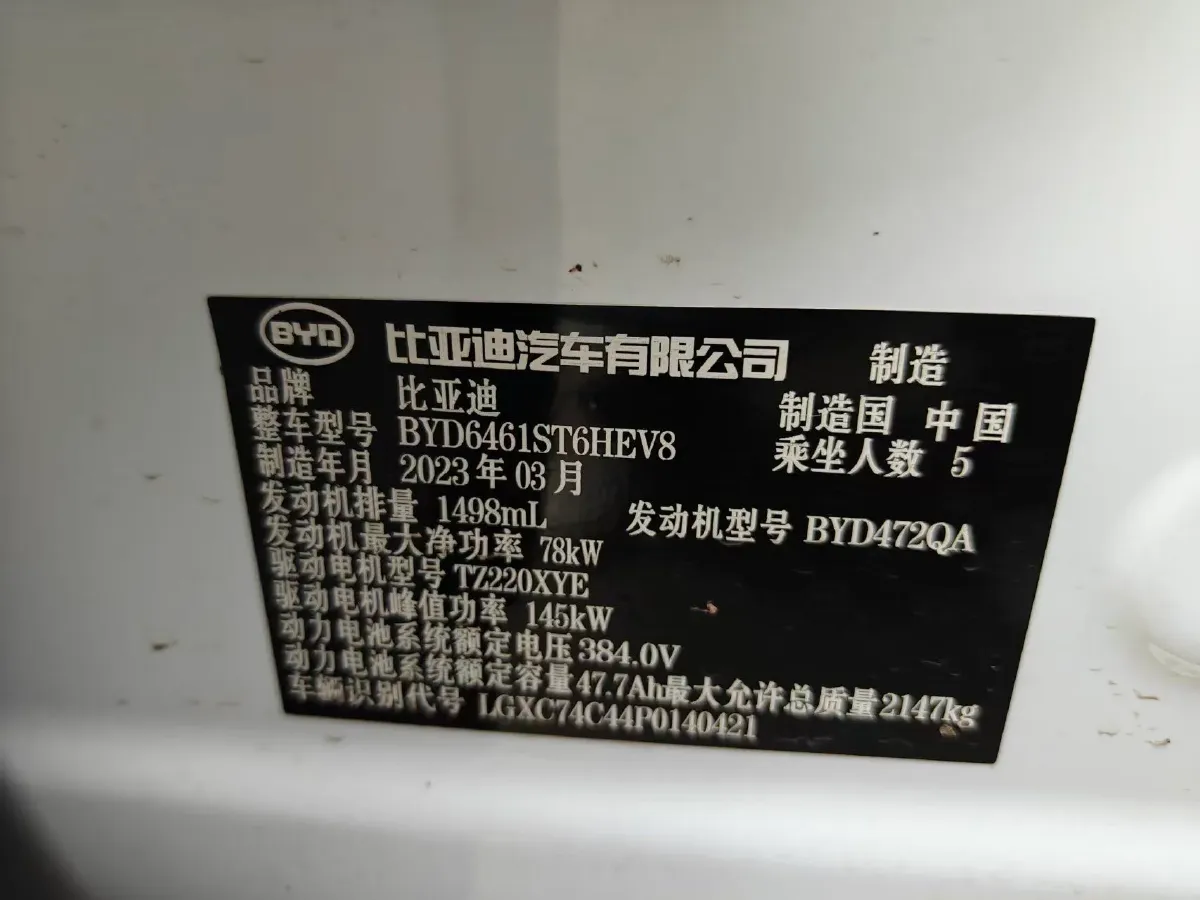 BYD 比亚迪汽车有限公司 制造
品牌 比亚迪 制造国 中国
整车型号 BYD6461ST6HEV8 乘坐人数 5
制造年月 2023年03月
发动机排量 1498mL 发动机型号 BYD472QA
发动机最大净功率 78kW
驱动电机型号 TZ220XYE
驱动电机峰值功率 145kW
动力电池系统额定电压 384.0V
动力电池系统额定容量 47.7Ah 最大允许总质量 2147kg
车辆识别代号 LGXC74C44P0140421